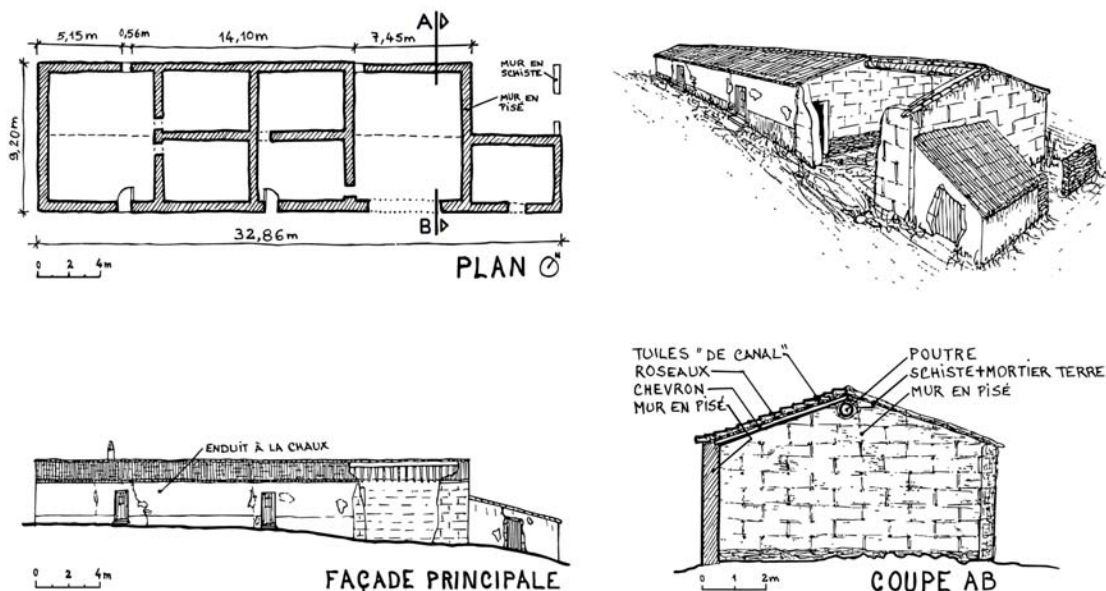 5,15m 0,56m 14,10m 7,45m
A
MUR EN
SCHISTE
MUR EN
PISÉ
9,20m
B
32,86m
0 2 4m
PLAN N
ENDUIT À LA CHAUX
0 2 4m
FAÇADE PRINCIPALE
TUILES "DE CANAL"
ROSEAUX
CHEVRON
MUR EN PISÉ
POUTRE
SCHISTE+MORTIER TERRE
MUR EN PISÉ
0 1 2m
COUPE AB